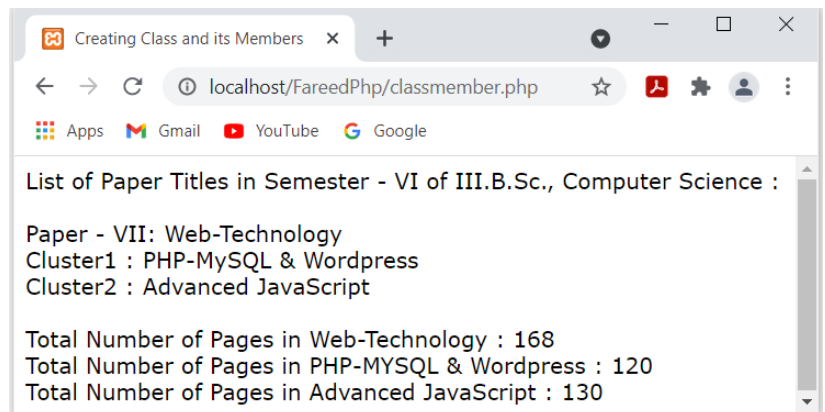 Creating Class and its Members
localhost/FareedPhp/classmember.php
Apps Gmail YouTube Google
List of Paper Titles in Semester - VI of III.B.Sc., Computer Science :
Paper - VII: Web-Technology
Cluster1 : PHP-MySQL & Wordpress
Cluster2 : Advanced JavaScript
Total Number of Pages in Web-Technology : 168
Total Number of Pages in PHP-MYSQL & Wordpress : 120
Total Number of Pages in Advanced JavaScript : 130